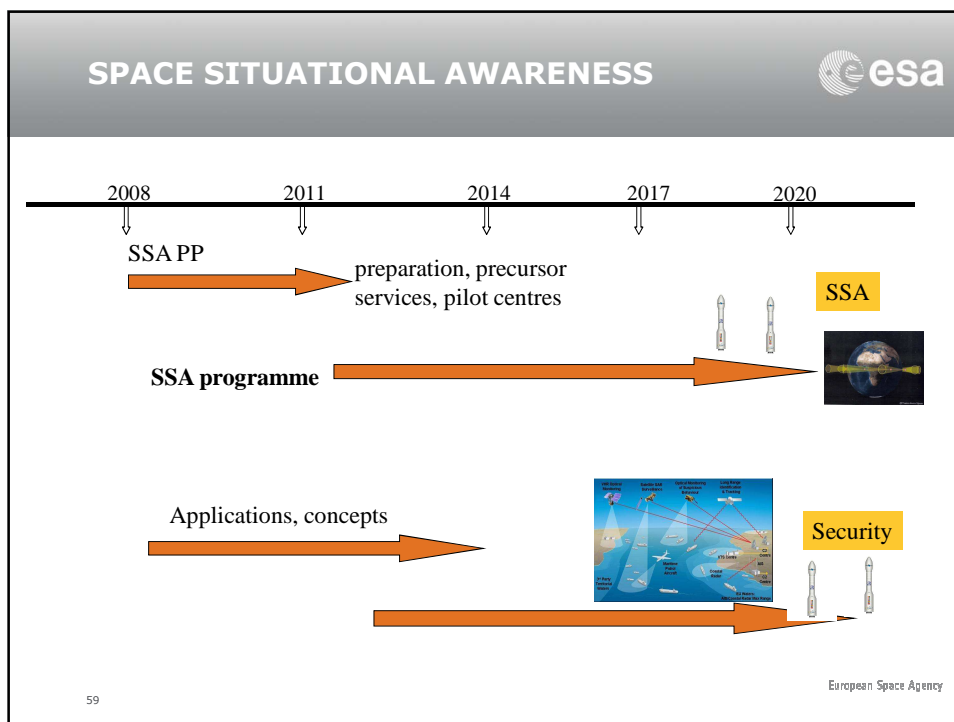 SPACE SITUATIONAL AWARENESS
esa
2008 2011 2014 2017 2020
SSA PP
preparation, precursor
services, pilot centres
SSA
SSA programme
Applications, concepts
Security
59
European Space Agency